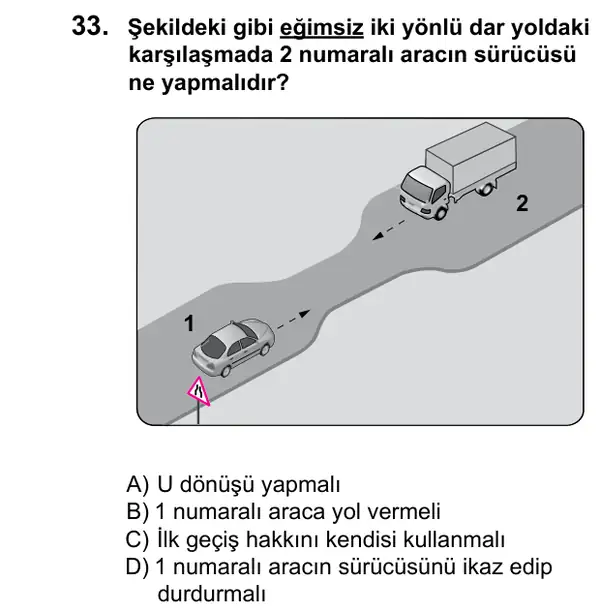 33. Şekildeki gibi eğimsiz iki yönlü dar yoldaki
karşılaşmada 2 numaralı aracın sürücüsü
ne yapmalıdır?
2
1
A) U dönüşü yapmalı
B) 1 numaralı araca yol vermeli
C) İlk geçiş hakkını kendisi kullanmalı
D) 1 numaralı aracın sürücüsünü ikaz edip
durdurmalı